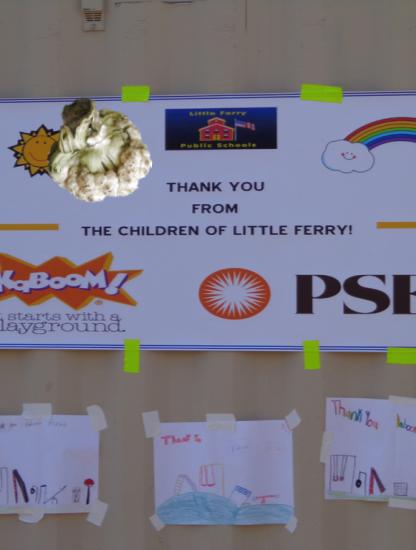 Little Ferry
Public Schools
THANK YOU
FROM
THE CHILDREN OF LITTLE FERRY!
KaBOOM!
starts with a
playground.
PSE
Thank You